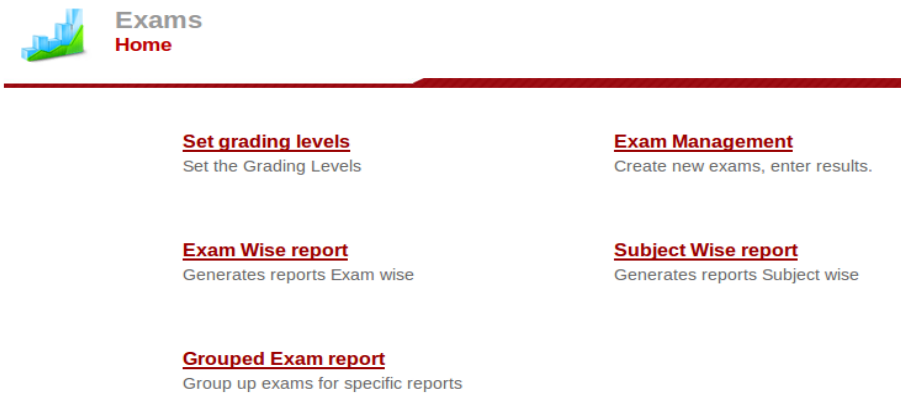 Exams
Home
Set grading levels
Set the Grading Levels
Exam Management
Create new exams, enter results.
Exam Wise report
Generates reports Exam wise
Subject Wise report
Generates reports Subject wise
Grouped Exam report
Group up exams for specific reports